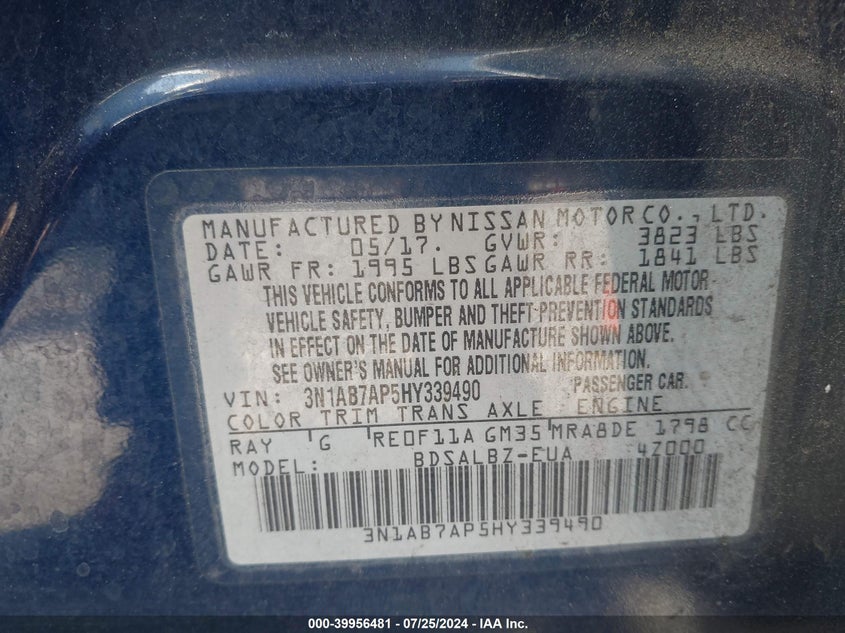 MANUFACTURED BY NISSAN MOTOR CO., LTD.
DATE: 05/17. GVWR: 3823 LBS
GAWR FR: 1995 LBS GAWR RR: 1841 LBS
THIS VEHICLE CONFORMS TO ALL APPLICABLE FEDERAL MOTOR
VEHICLE SAFETY, BUMPER AND THEFT PREVENTION STANDARDS
IN EFFECT ON THE DATE OF MANUFACTURE SHOWN ABOVE.
SEE OWNER'S MANUAL FOR ADDITIONAL INFORMATION.
VIN: 3N1AB7AP5HY339490 PASSENGER CAR
COLOR TRIM TRANS AXLE ENGINE
RAY G RE0F11A GM35 MRA8DE 1798 CC
MODEL: BDSALBZ-EUA 4Z000
3N1AB7AP5HY339490
000-39956481 - 07/25/2024 - IAA Inc.